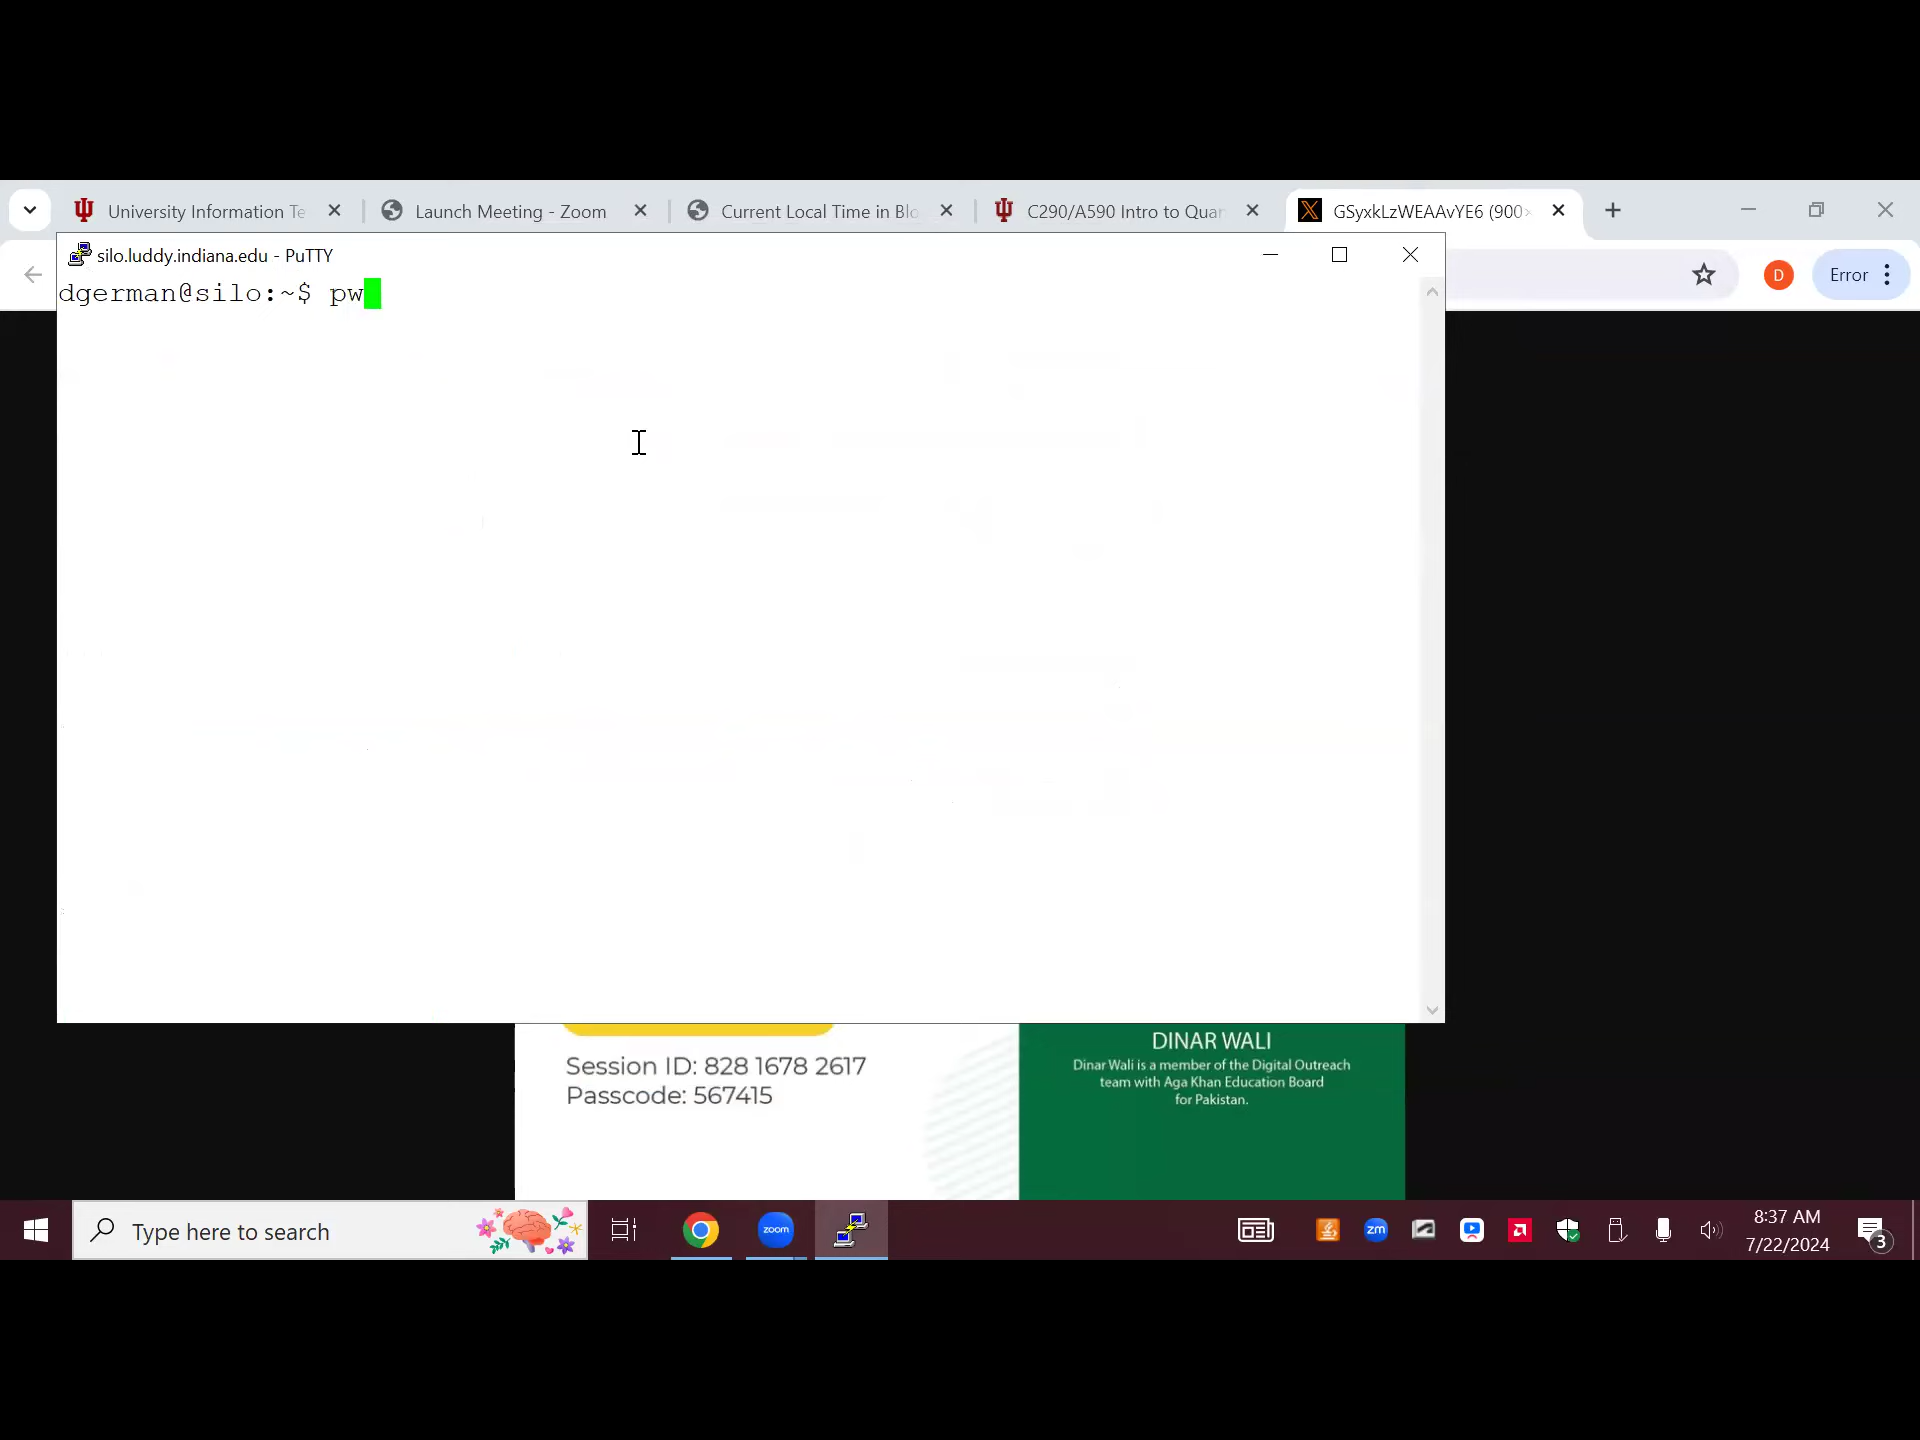 University Information Te
Launch Meeting - Zoom
Current Local Time in Blo
C290/A590 Intro to Quar
GSyxkLzWEAAvYE6 (900×
silo.luddy.indiana.edu - PuTTY
D
Error
dgerman@silo:~$ pw
Session ID: 828 1678 2617
Passcode: 567415
DINAR WALI
Dinar Wali is a member of the Digital Outreach
team with Aga Khan Education Board
for Pakistan.
Type here to search
zoom
zm
8:37 AM
7/22/2024
3